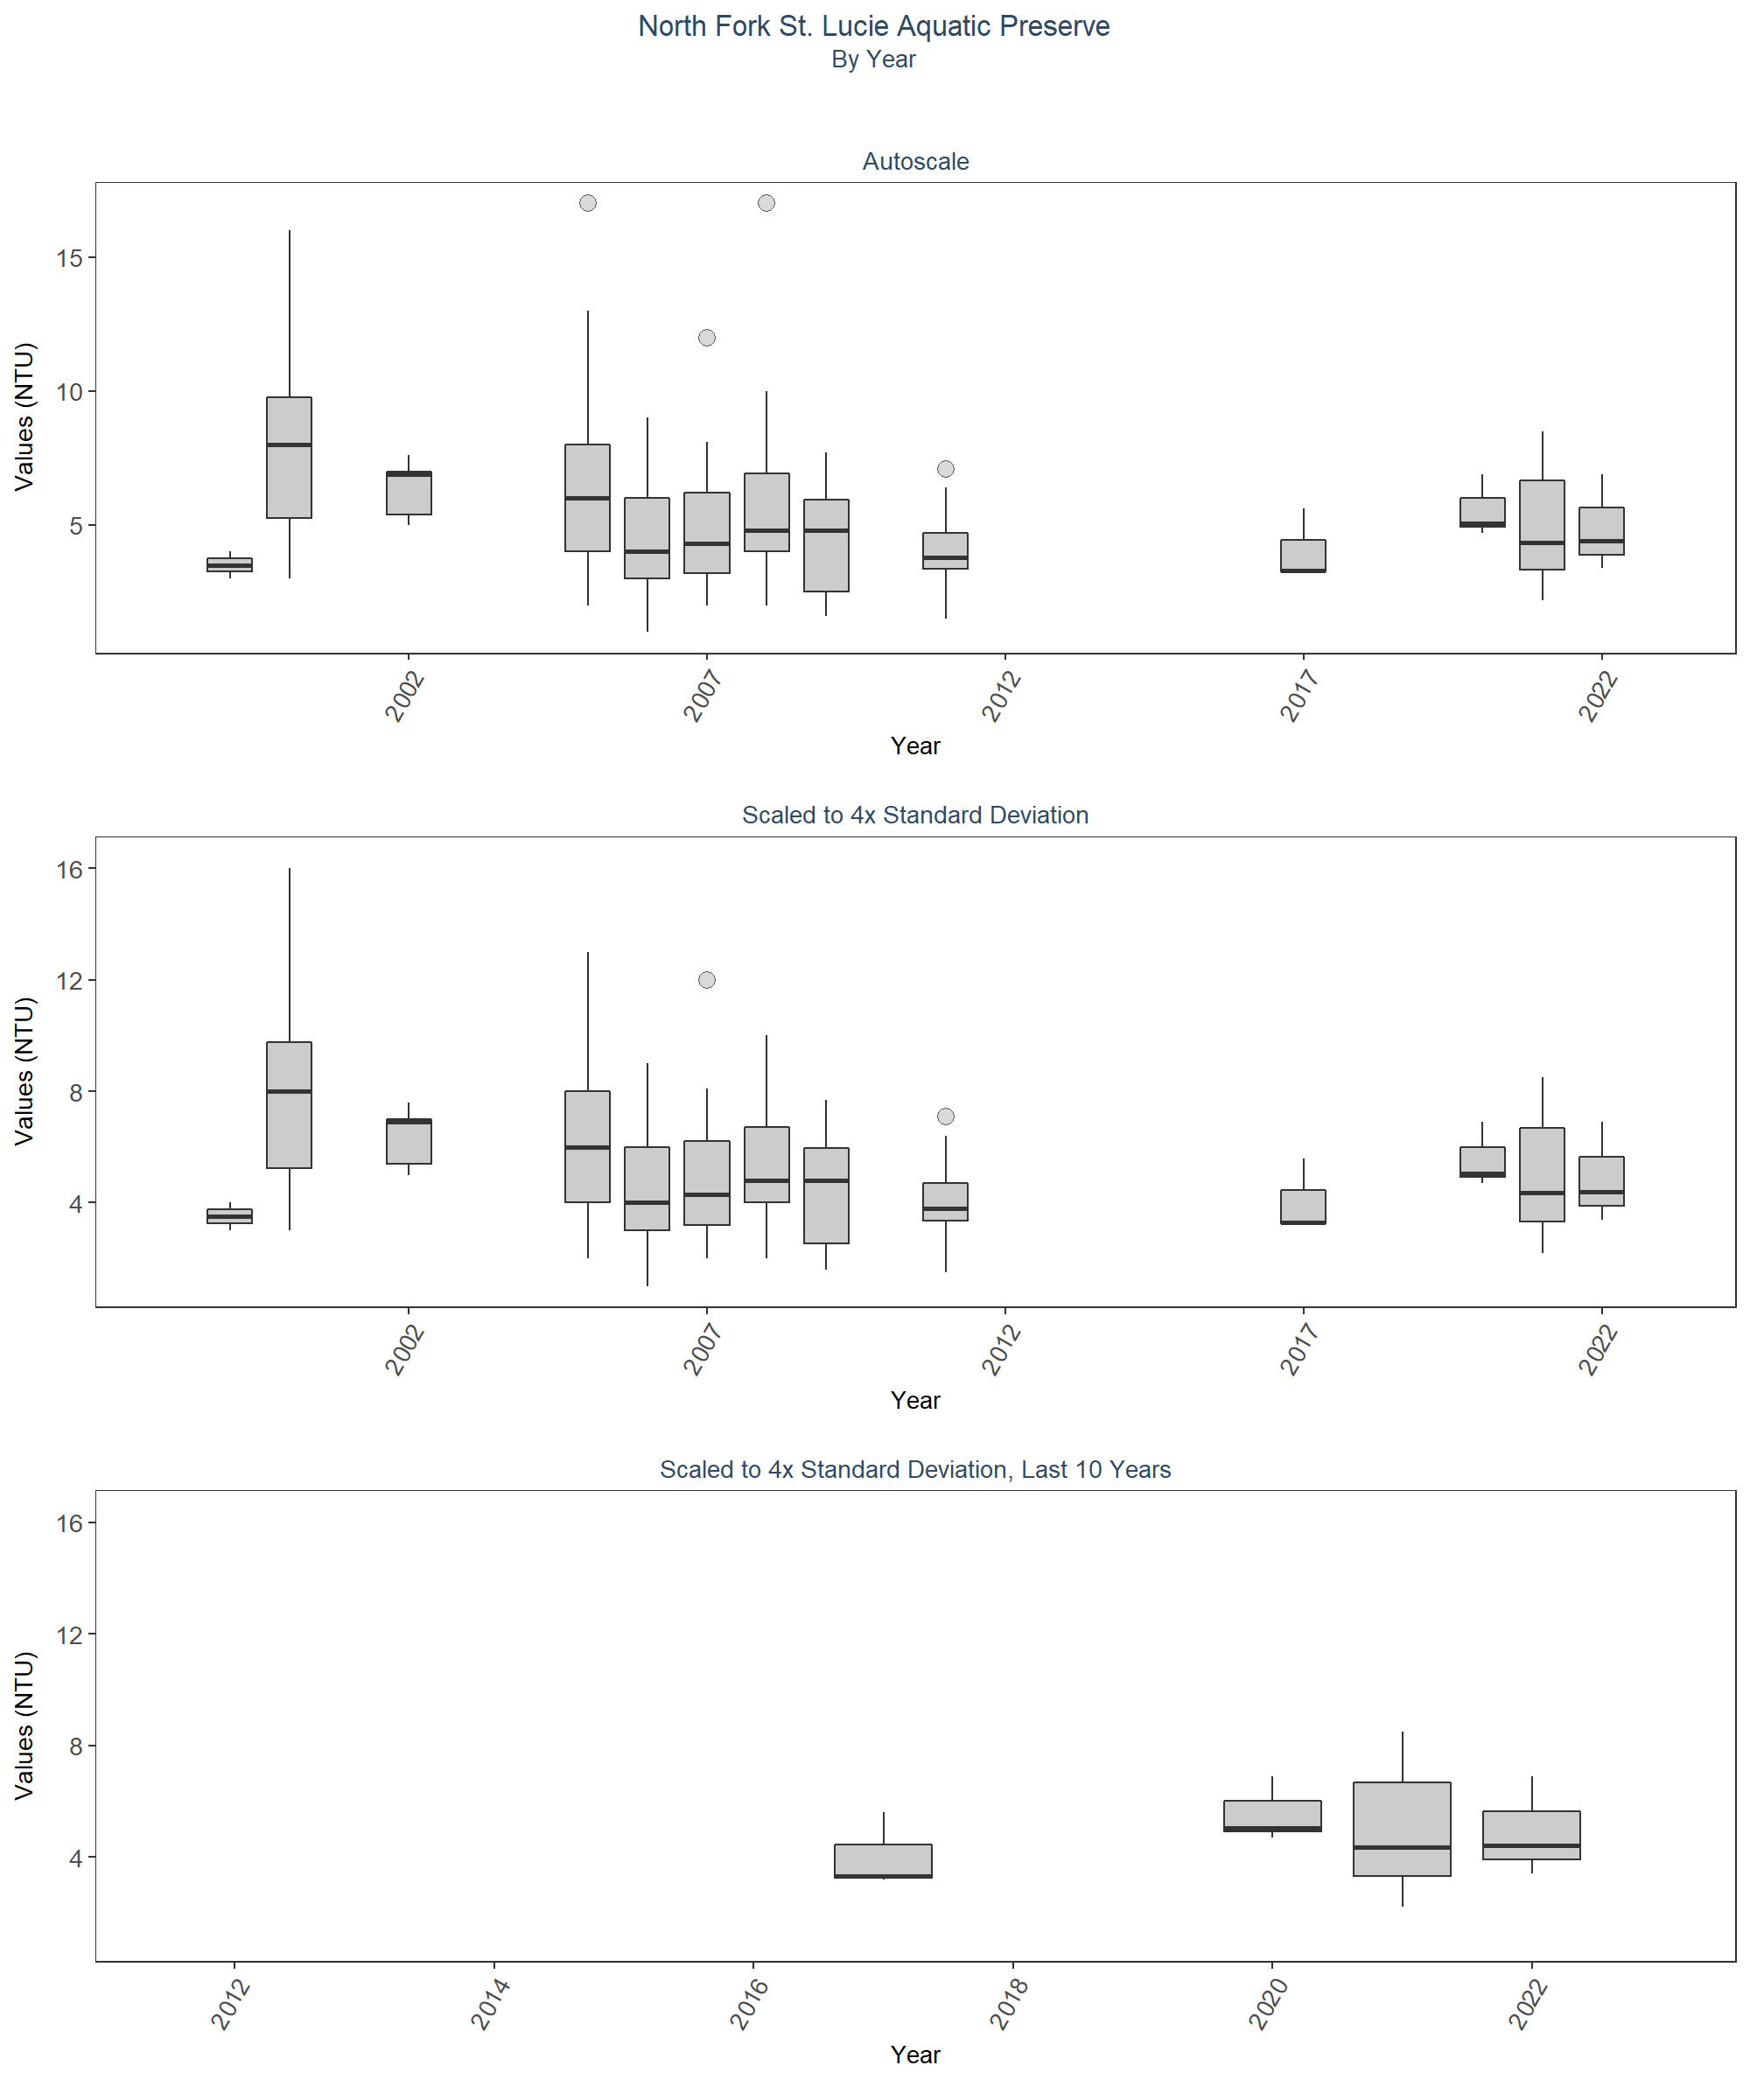 North Fork St. Lucie Aquatic Preserve
By Year
Autoscale
Values (NTU)
15
10
5
2002 2007 2012 2017 2022
Year
Scaled to 4x Standard Deviation
Values (NTU)
16
12
8
4
2002 2007 2012 2017 2022
Year
Scaled to 4x Standard Deviation, Last 10 Years
Values (NTU)
16
12
8
4
2012 2014 2016 2018 2020 2022
Year